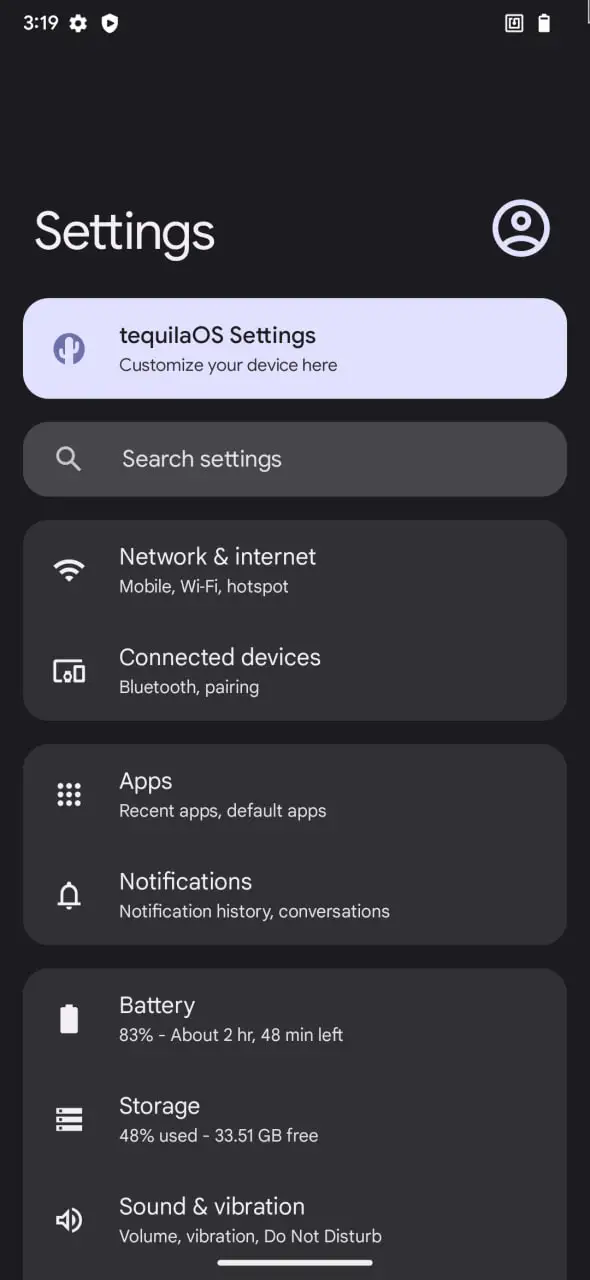 3:19
Settings
tequilaOS Settings
Customize your device here
Search settings
Network & internet
Mobile, Wi-Fi, hotspot
Connected devices
Bluetooth, pairing
Apps
Recent apps, default apps
Notifications
Notification history, conversations
Battery
83% - About 2 hr, 48 min left
Storage
48% used - 33.51 GB free
Sound & vibration
Volume, vibration, Do Not Disturb